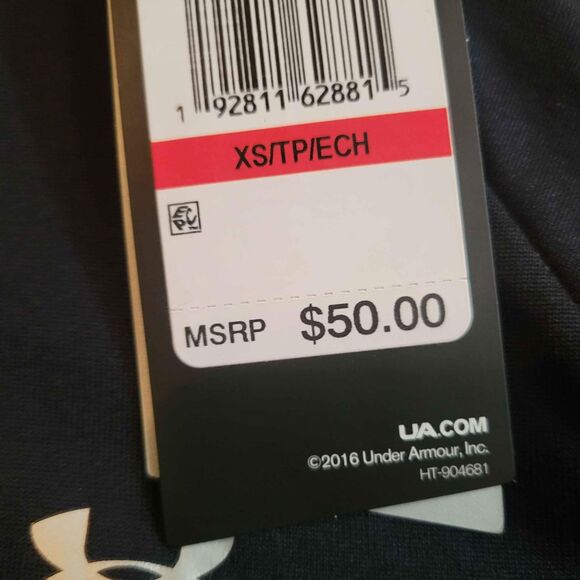 1 92811 62881 5
XS/TP/ECH
MSRP $50.00
UA.COM
©2016 Under Armour, Inc.
HT-904681